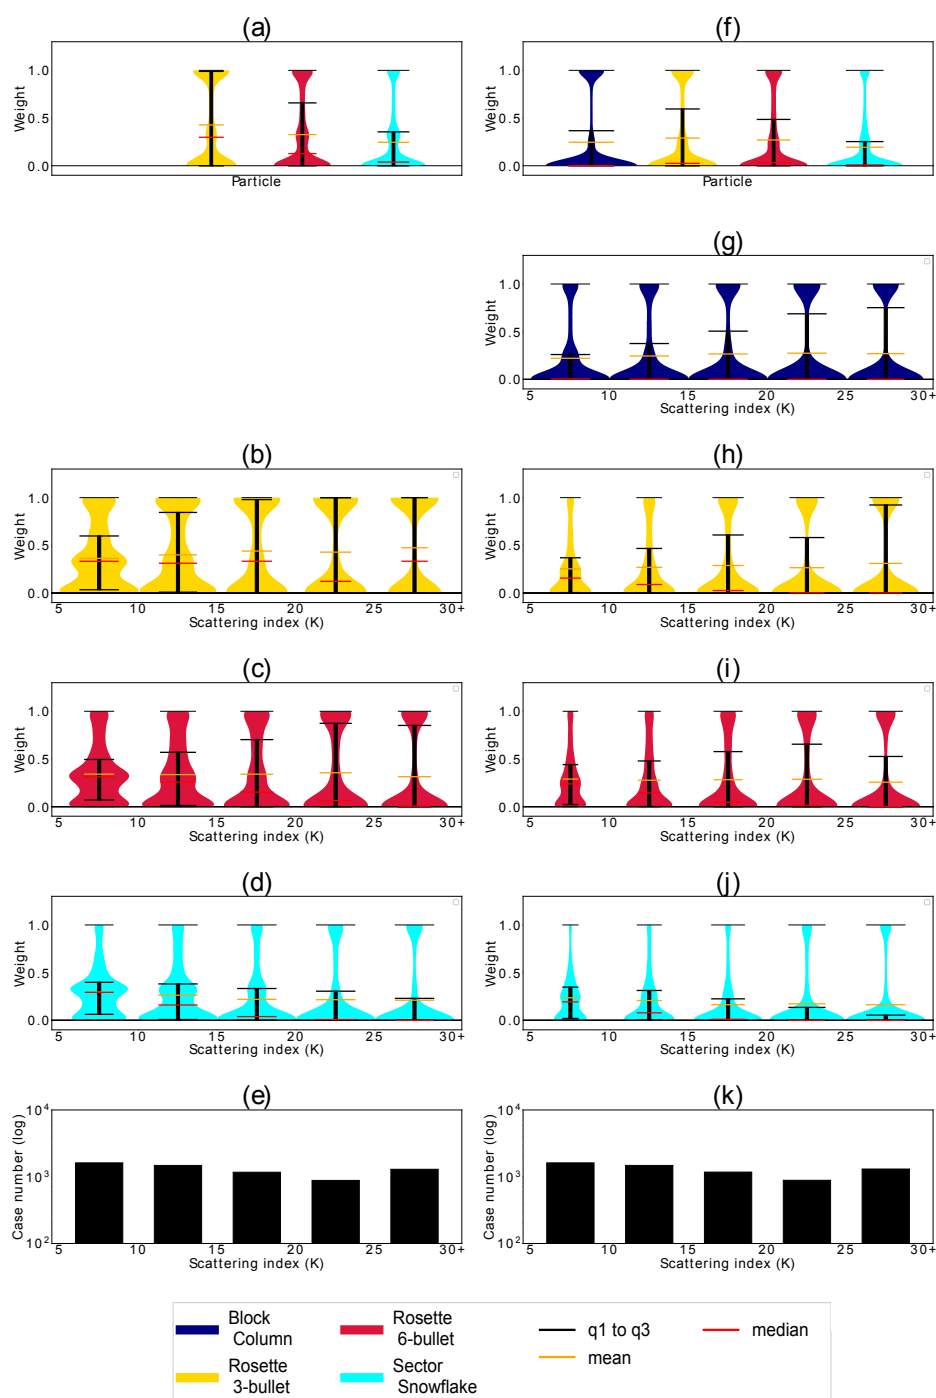 (a)
Weight
1.0
0.5
0.0
Particle
(f)
Weight
1.0
0.5
0.0
Particle
(g)
Weight
1.0
0.5
0.0
5 10 15 20 25 30+
Scattering index (K)
(b)
Weight
1.0
0.5
0.0
5 10 15 20 25 30+
Scattering index (K)
(h)
Weight
1.0
0.5
0.0
5 10 15 20 25 30+
Scattering index (K)
(c)
Weight
1.0
0.5
0.0
5 10 15 20 25 30+
Scattering index (K)
(i)
Weight
1.0
0.5
0.0
5 10 15 20 25 30+
Scattering index (K)
(d)
Weight
1.0
0.5
0.0
5 10 15 20 25 30+
Scattering index (K)
(j)
Weight
1.0
0.5
0.0
5 10 15 20 25 30+
Scattering index (K)
(e)
Case number (log)
10⁴
10³
10²
5 10 15 20 25 30+
Scattering index (K)
(k)
Case number (log)
10⁴
10³
10²
5 10 15 20 25 30+
Scattering index (K)
Block
Column
Rosette
3-bullet
Rosette
6-bullet
Sector
Snowflake
q1 to q3
mean
median